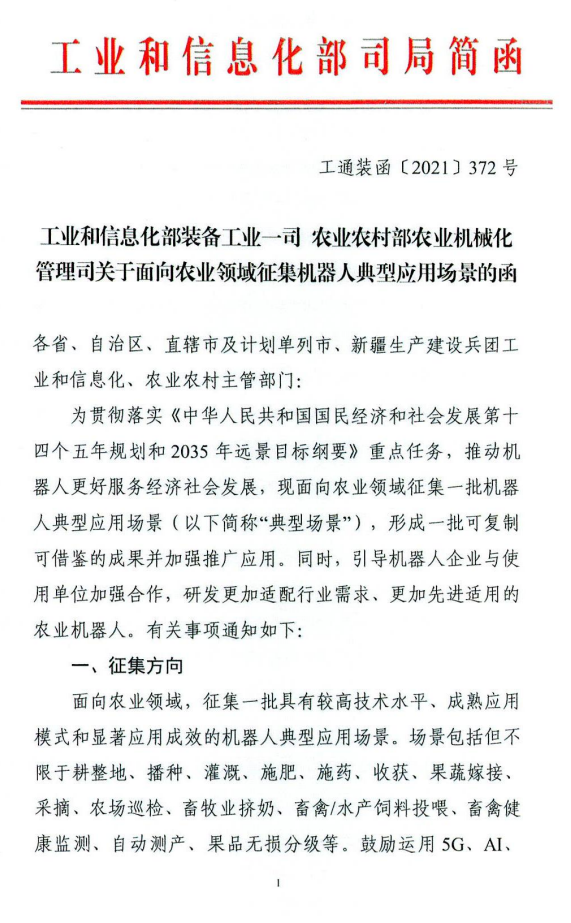 工业和信息化部司局简函
工通装函〔2021〕372号
工业和信息化部装备工业一司 农业农村部农业机械化
管理司关于面向农业领域征集机器人典型应用场景的函
各省、自治区、直辖市及计划单列市、新疆生产建设兵团工
业和信息化、农业农村主管部门：
为贯彻落实《中华人民共和国国民经济和社会发展第十
四个五年规划和 2035 年远景目标纲要》重点任务，推动机
器人更好服务经济社会发展，现面向农业领域征集一批机器
人典型应用场景（以下简称“典型场景”），形成一批可复制
可借鉴的成果并加强推广应用。同时，引导机器人企业与使
用单位加强合作，研发更加适配行业需求、更加先进适用的
农业机器人。有关事项通知如下：
一、征集方向
面向农业领域，征集一批具有较高技术水平、成熟应用
模式和显著应用成效的机器人典型应用场景。场景包括但不
限于耕整地、播种、灌溉、施肥、施药、收获、果蔬嫁接、
采摘、农场巡检、畜牧业挤奶、畜禽/水产饲料投喂、畜禽健
康监测、自动测产、果品无损分级等。鼓励运用 5G、AI、
1